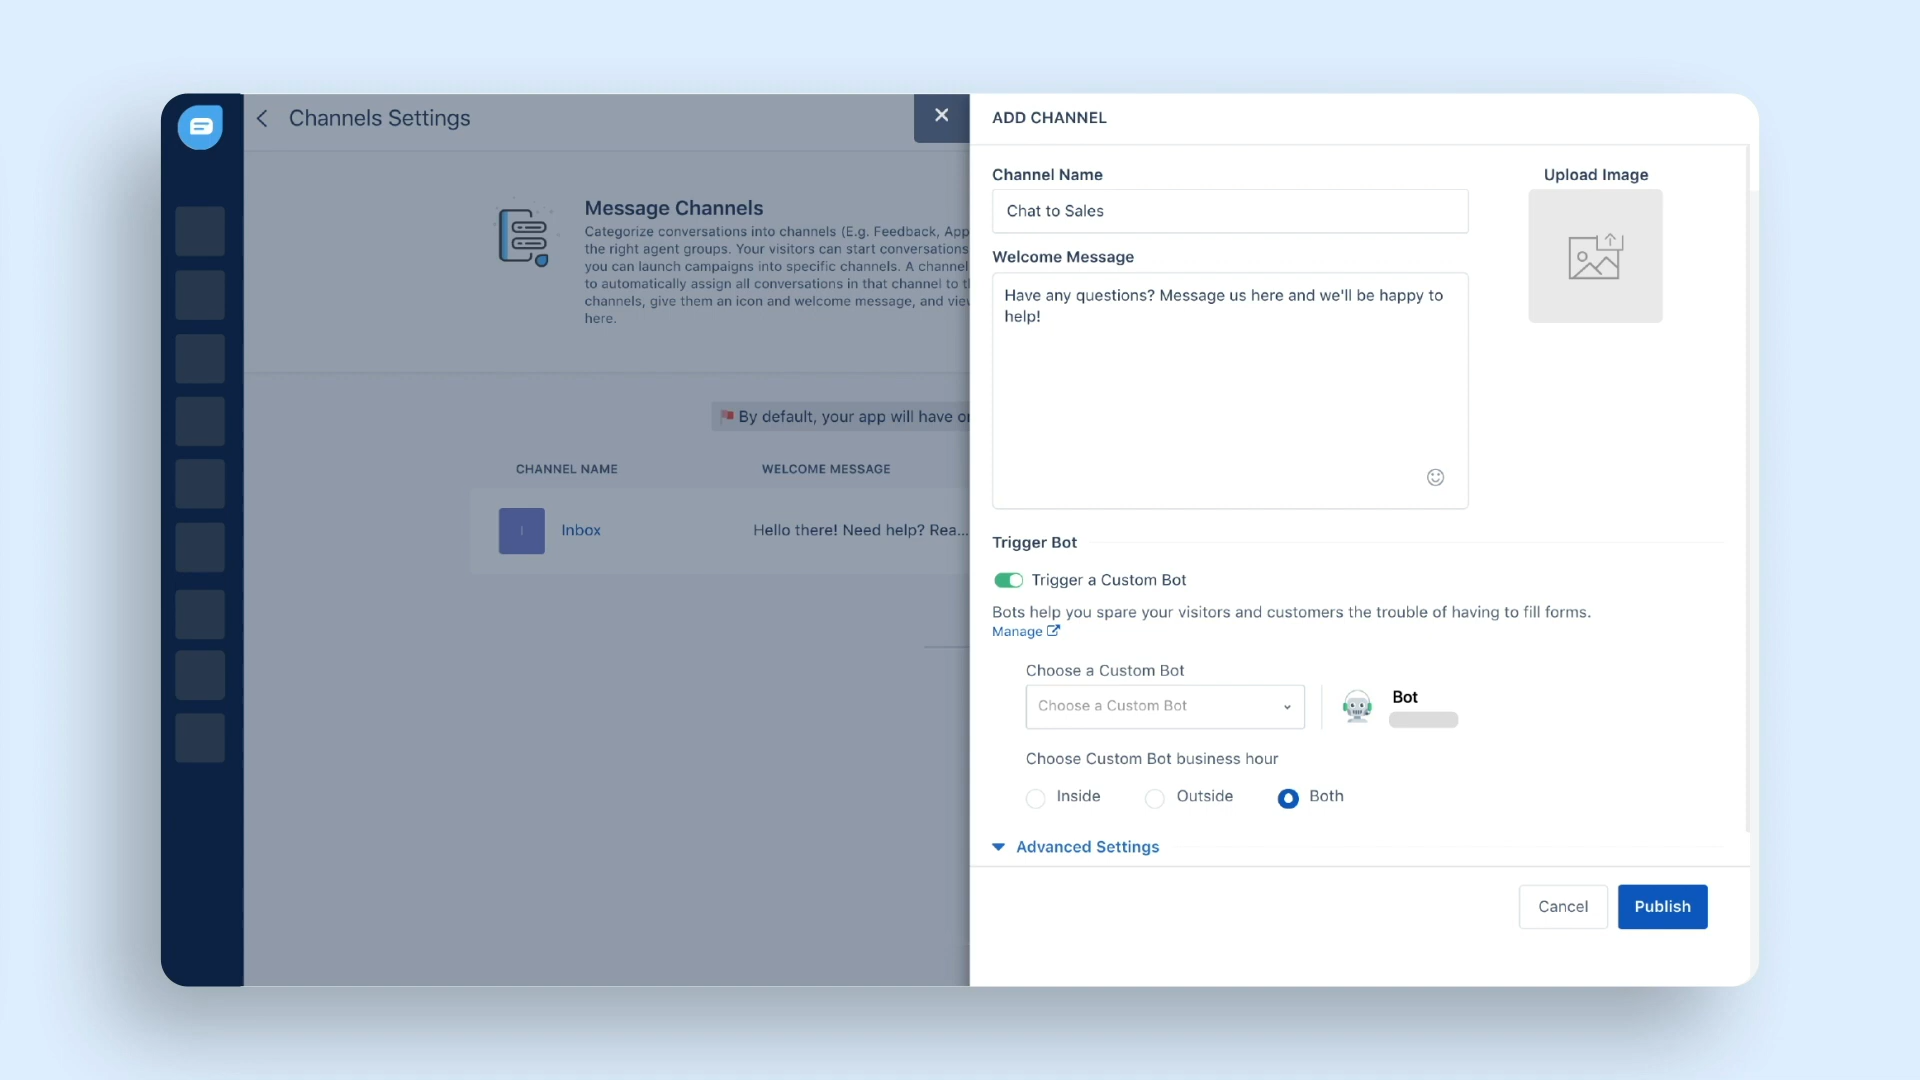 Channels Settings
Message Channels
Categorize conversations into channels (E.g. Feedback, App
the right agent groups. Your visitors can start conversations
you can launch campaigns into specific channels. A channel
to automatically assign all conversations in that channel to t
channels, give them an icon and welcome message, and view
here.
By default, your app will have
CHANNEL NAME WELCOME MESSAGE
I Inbox Hello there! Need help? Rea...
ADD CHANNEL
Channel Name
Chat to Sales
Upload Image
Welcome Message
Have any questions? Message us here and we'll be happy to
help!
Trigger Bot
Trigger a Custom Bot
Bots help you spare your visitors and customers the trouble of having to fill forms.
Manage
Choose a Custom Bot
Choose a Custom Bot
Bot
Choose Custom Bot business hour
Inside Outside Both
Advanced Settings
Cancel Publish